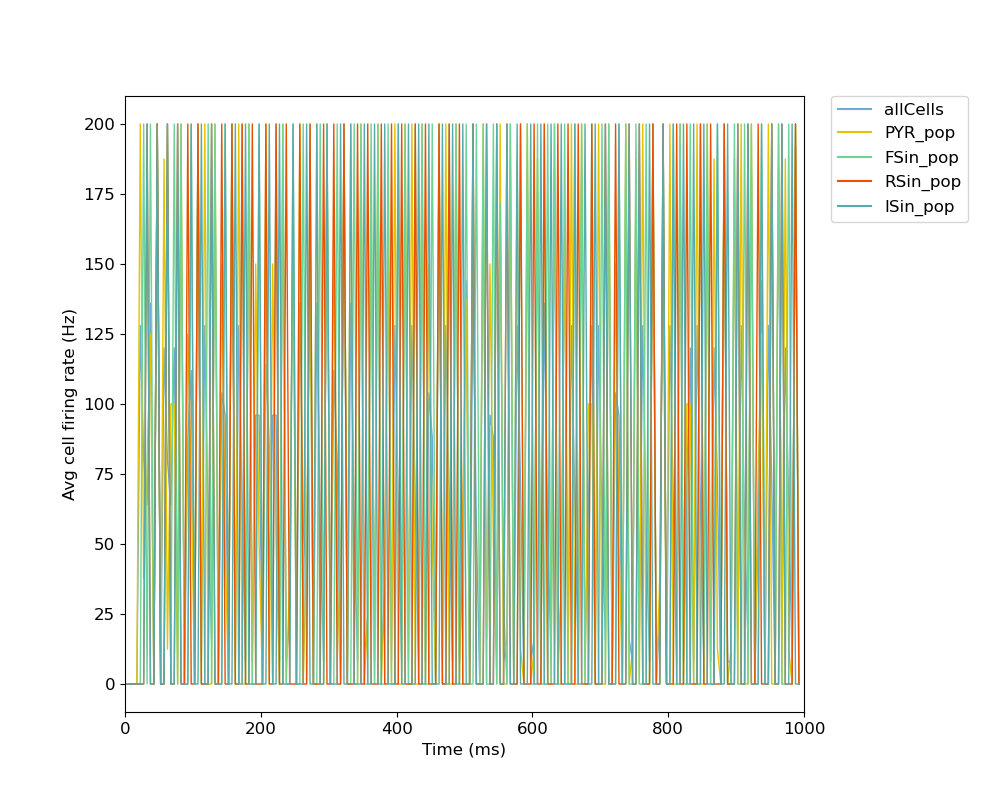 allCells
PYR_pop
FSin_pop
RSin_pop
ISin_pop
Avg cell firing rate (Hz)
200
175
150
125
100
75
50
25
0
0 200 400 600 800 1000
Time (ms)